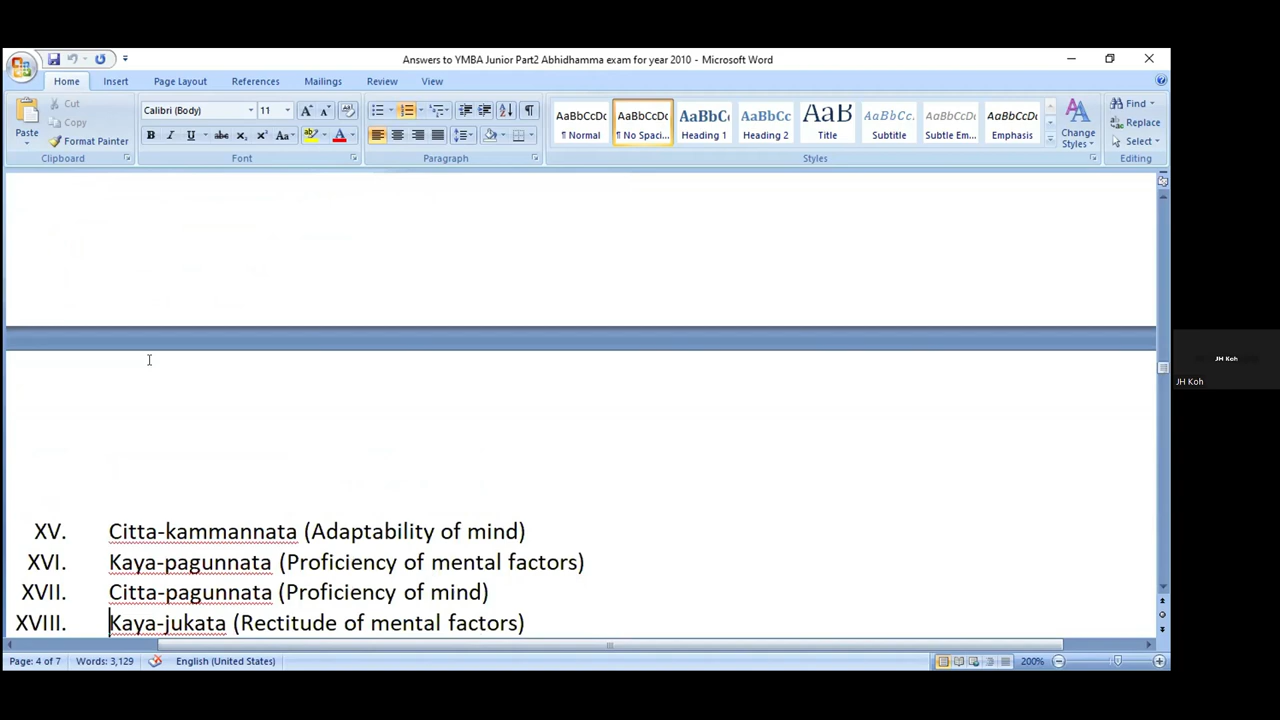 Answers to YMBA Junior Part2 Abhidhamma exam for year 2010 - Microsoft Word
Home Insert Page Layout References Mailings Review View
Paste
Cut
Copy
Format Painter
Clipboard
Calibri (Body) 11
Font
Paragraph
AaBbCcDc AaBbCcDc AaBbC AaBbCc AaB AaBbCc. AaBbCcDc AaBbCcDc
¶ Normal ¶ No Spaci... Heading 1 Heading 2 Title Subtitle Subtle Em... Emphasis
Change Styles
Styles
Find
Replace
Select
Editing
XV. Citta-kammannata (Adaptability of mind)
XVI. Kaya-pagunnata (Proficiency of mental factors)
XVII. Citta-pagunnata (Proficiency of mind)
XVIII. Kaya-jukata (Rectitude of mental factors)
Page: 4 of 7 Words: 3,129 English (United States) 200%
JH Koh
JH Koh